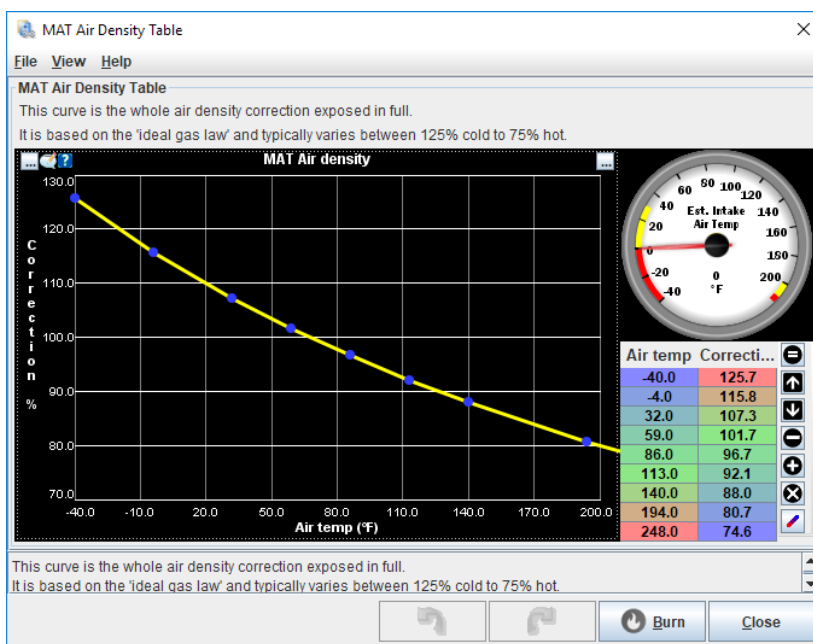 MAT Air Density Table
File View Help
MAT Air Density Table
This curve is the whole air density correction exposed in full.
It is based on the 'ideal gas law' and typically varies between 125% cold to 75% hot.
... ? MAT Air density ...
130.0
120.0
110.0
100.0
90.0
80.0
70.0
Correction %
-40.0 -10.0 20.0 50.0 80.0 110.0 140.0 170.0 200.0
Air temp (°F)
-40 -20 0 20 40 60 80 100 120 140 160 180 200
Est. Intake
Air Temp
0
°F
Air temp Correcti...
-40.0 125.7
-4.0 115.8
32.0 107.3
59.0 101.7
86.0 96.7
113.0 92.1
140.0 88.0
194.0 80.7
248.0 74.6
This curve is the whole air density correction exposed in full.
It is based on the 'ideal gas law' and typically varies between 125% cold to 75% hot.
Burn Close